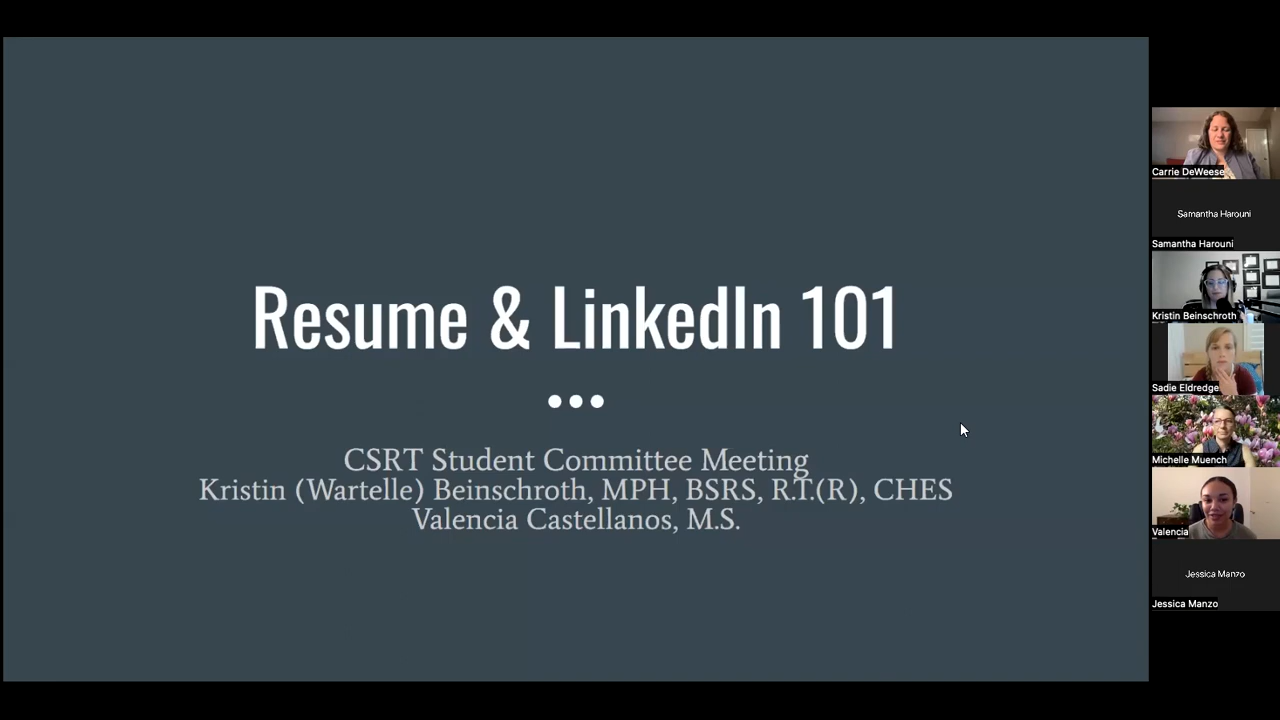 Resume & LinkedIn 101
CSRT Student Committee Meeting
Kristin (Wartelle) Beinschroth, MPH, BSRS, R.T.(R), CHES
Valencia Castellanos, M.S.
Carrie DeWeese
Samantha Harouni
Samantha Harouni
Kristin Beinschroth
Sadie Eldredge
Michelle Muench
Valencia
Jessica Manzo
Jessica Manzo